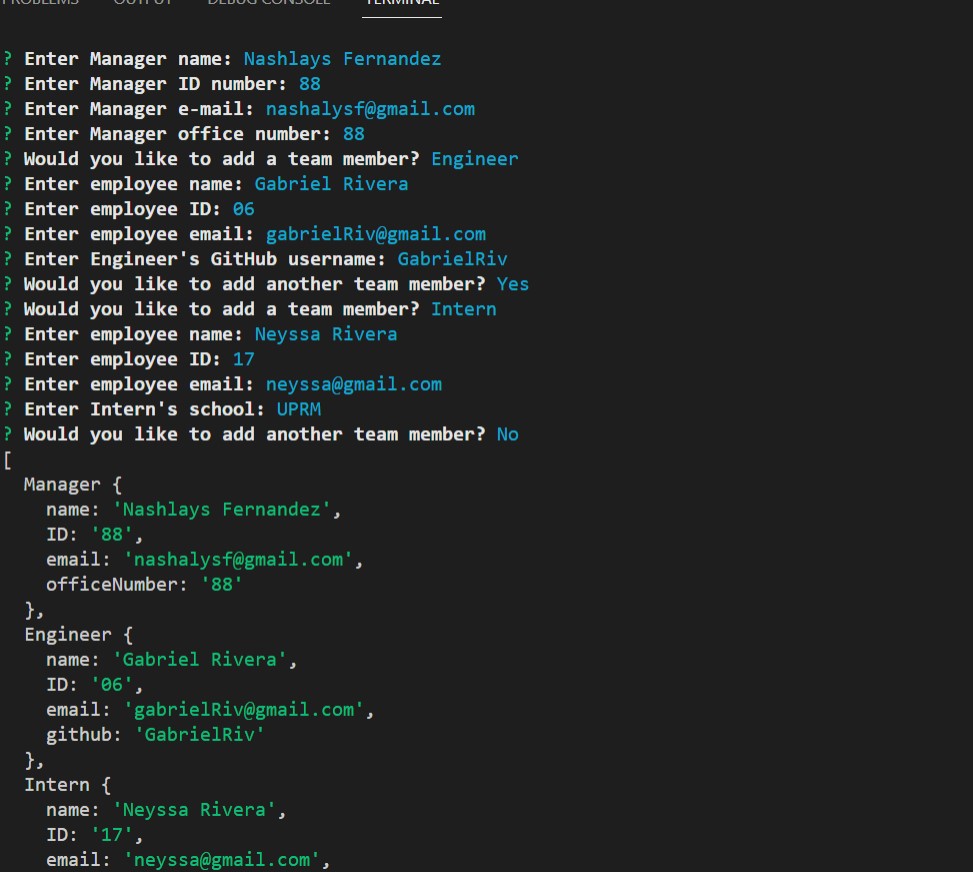 PROBLEMS OUTPUT DEBUG CONSOLE TERMINAL
? Enter Manager name: Nashlays Fernandez
? Enter Manager ID number: 88
? Enter Manager e-mail: nashalysf@gmail.com
? Enter Manager office number: 88
? Would you like to add a team member? Engineer
? Enter employee name: Gabriel Rivera
? Enter employee ID: 06
? Enter employee email: gabrielRiv@gmail.com
? Enter Engineer's GitHub username: GabrielRiv
? Would you like to add another team member? Yes
? Would you like to add a team member? Intern
? Enter employee name: Neyssa Rivera
? Enter employee ID: 17
? Enter employee email: neyssa@gmail.com
? Enter Intern's school: UPRM
? Would you like to add another team member? No
[
  Manager {
    name: 'Nashlays Fernandez',
    ID: '88',
    email: 'nashalysf@gmail.com',
    officeNumber: '88'
  },
  Engineer {
    name: 'Gabriel Rivera',
    ID: '06',
    email: 'gabrielRiv@gmail.com',
    github: 'GabrielRiv'
  },
  Intern {
    name: 'Neyssa Rivera',
    ID: '17',
    email: 'neyssa@gmail.com',